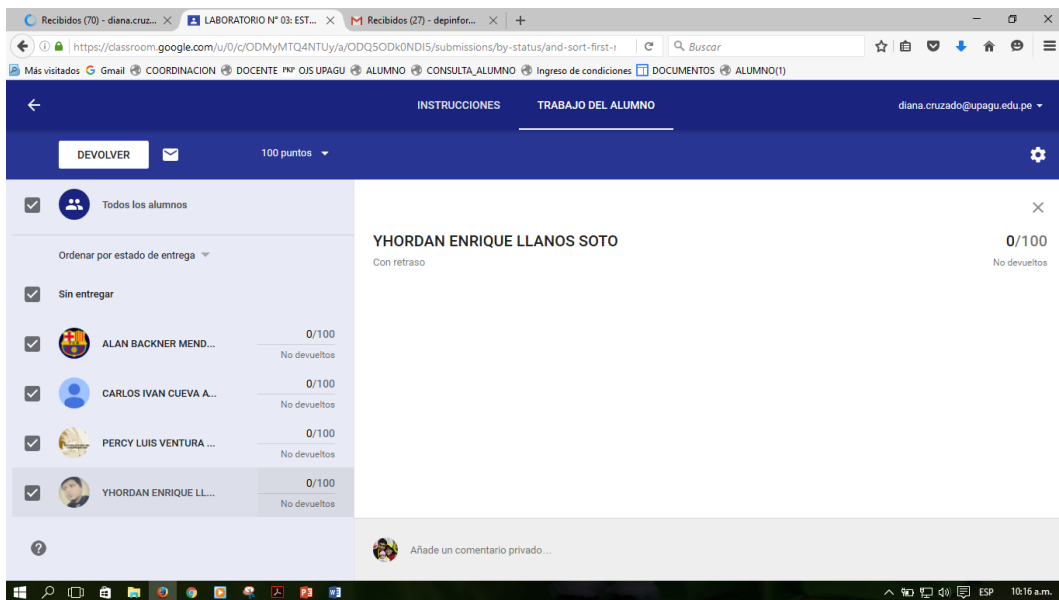 Recibidos (70) - diana.cruz...
LABORATORIO N° 03: EST...
Recibidos (27) - depinfor...
https://classroom.google.com/u/0/c/ODMyMTQ4NTUy/a/ODQ5ODk0NDI5/submissions/by-status/and-sort-first-r
Buscar
Más visitados Gmail COORDINACION DOCENTE PKP OJS UPAGU ALUMNO CONSULTA_ALUMNO Ingreso de condiciones DOCUMENTOS ALUMNO(1)
INSTRUCCIONES TRABAJO DEL ALUMNO diana.cruzado@upagu.edu.pe
DEVOLVER 100 puntos
Todos los alumnos
Ordenar por estado de entrega
Sin entregar
ALAN BACKNER MEND... 0/100
No devueltos
CARLOS IVAN CUEVA A... 0/100
No devueltos
PERCY LUIS VENTURA ... 0/100
No devueltos
YHORDAN ENRIQUE LL... 0/100
No devueltos
YHORDAN ENRIQUE LLANOS SOTO 0/100
Con retraso No devueltos
Añade un comentario privado...
ESP 10:16 a.m.